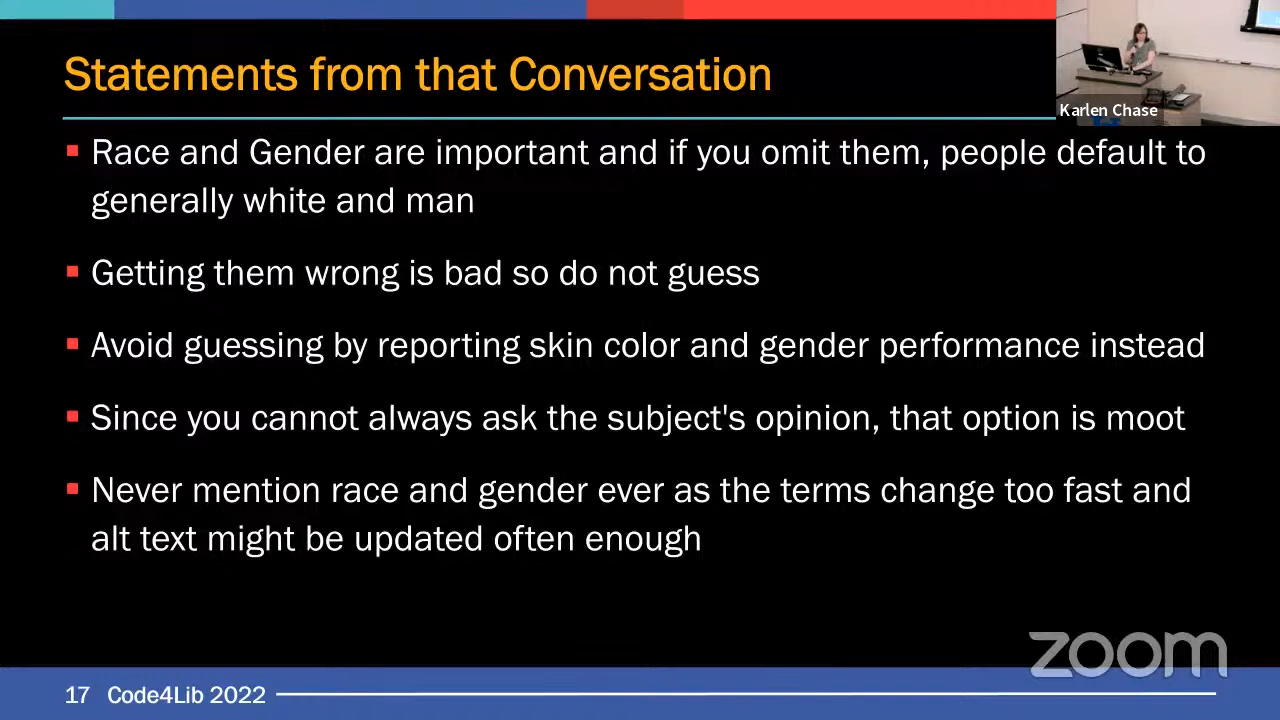 Statements from that Conversation
Karlen Chase
Race and Gender are important and if you omit them, people default to
generally white and man
Getting them wrong is bad so do not guess
Avoid guessing by reporting skin color and gender performance instead
Since you cannot always ask the subject's opinion, that option is moot
Never mention race and gender ever as the terms change too fast and
alt text might be updated often enough
zoom
17 Code4Lib 2022